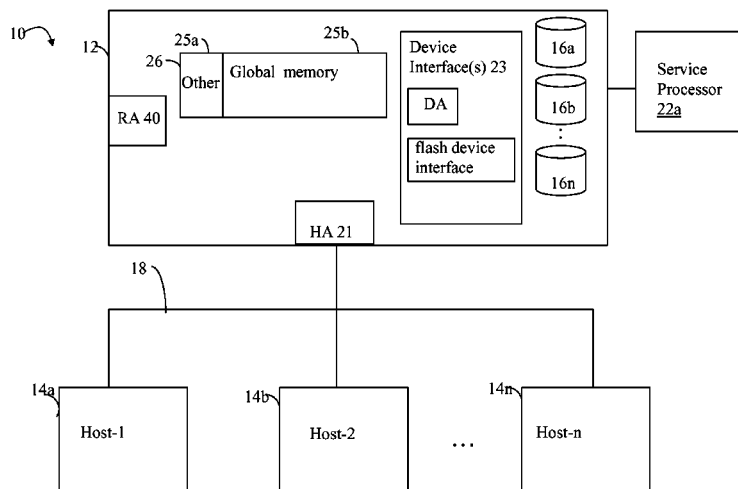 10
12
25a
25b
26
Other
Global memory
RA 40
Device
Interface(s) 23
DA
flash device
interface
16a
16b
⋮
16n
Service
Processor
22a
HA 21
18
14a
Host-1
14b
Host-2
...
14n
Host-n